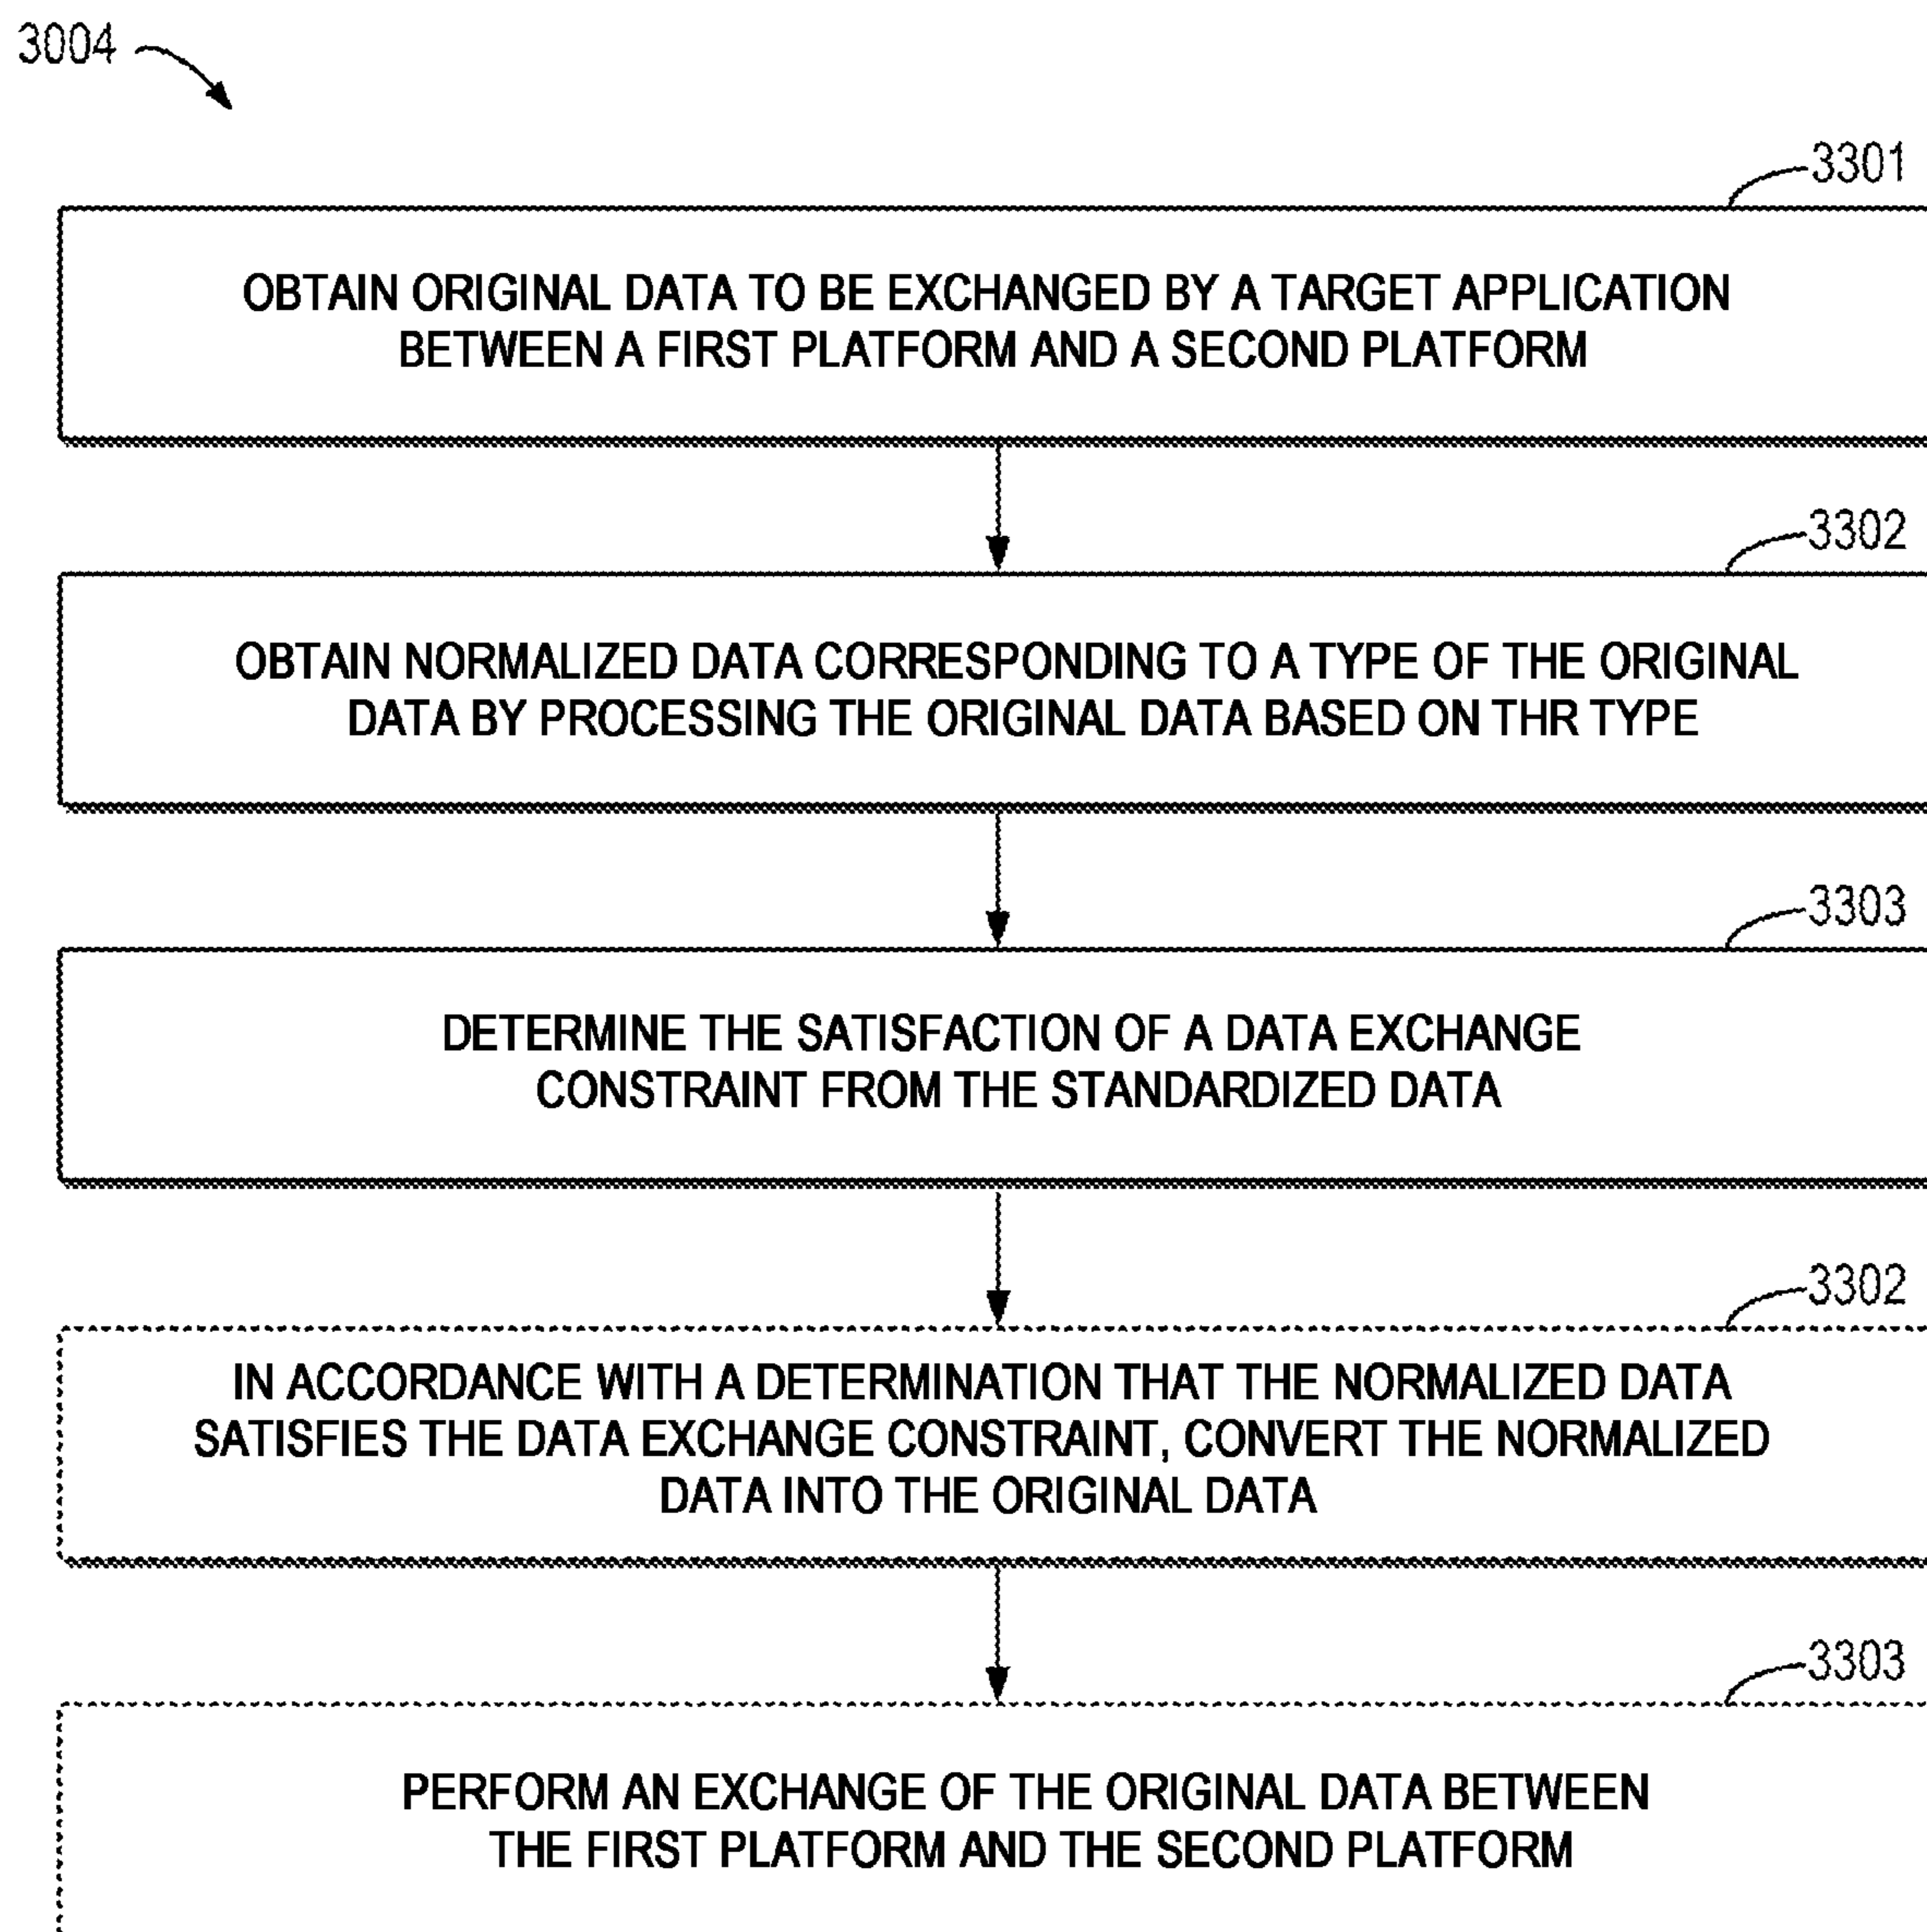 3004
3301
OBTAIN ORIGINAL DATA TO BE EXCHANGED BY A TARGET APPLICATION
BETWEEN A FIRST PLATFORM AND A SECOND PLATFORM
3302
OBTAIN NORMALIZED DATA CORRESPONDING TO A TYPE OF THE ORIGINAL
DATA BY PROCESSING THE ORIGINAL DATA BASED ON THR TYPE
3303
DETERMINE THE SATISFACTION OF A DATA EXCHANGE
CONSTRAINT FROM THE STANDARDIZED DATA
3302
IN ACCORDANCE WITH A DETERMINATION THAT THE NORMALIZED DATA
SATISFIES THE DATA EXCHANGE CONSTRAINT, CONVERT THE NORMALIZED
DATA INTO THE ORIGINAL DATA
3303
PERFORM AN EXCHANGE OF THE ORIGINAL DATA BETWEEN
THE FIRST PLATFORM AND THE SECOND PLATFORM